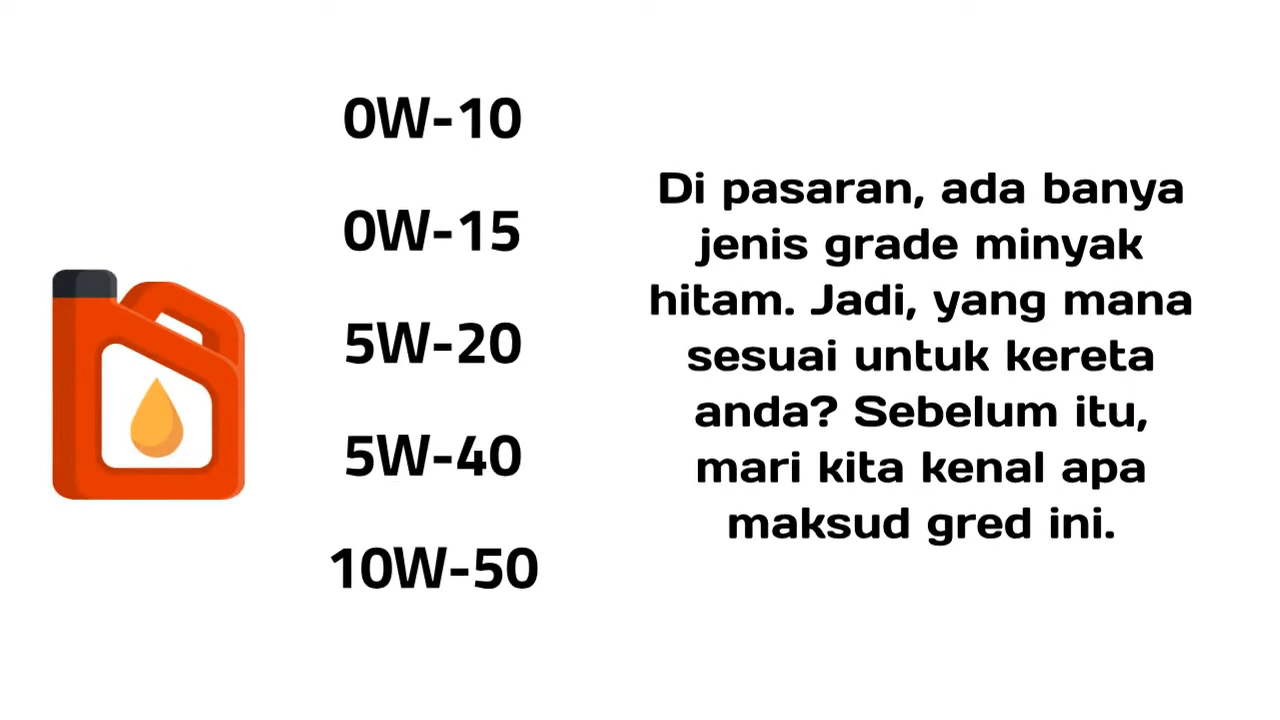 0W-10
0W-15
5W-20
5W-40
10W-50
Di pasaran, ada banya
jenis grade minyak
hitam. Jadi, yang mana
sesuai untuk kereta
anda? Sebelum itu,
mari kita kenal apa
maksud gred ini.